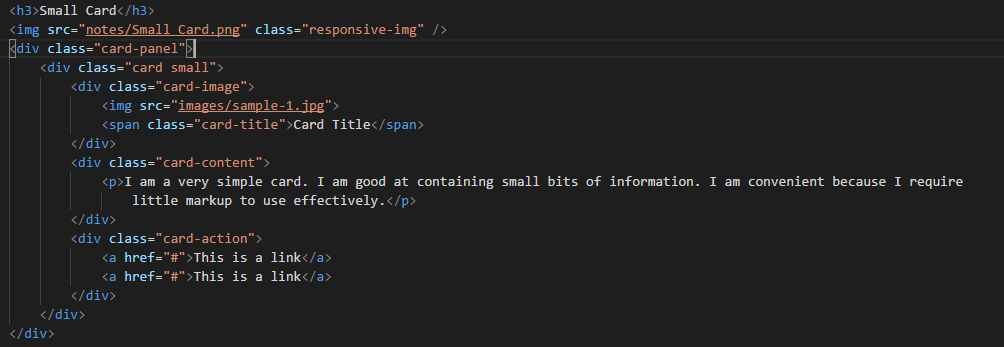 <h3>Small Card</h3>
<img src="notes/Small Card.png" class="responsive-img" />
<div class="card-panel">
    <div class="card small">
        <div class="card-image">
            <img src="images/sample-1.jpg">
            <span class="card-title">Card Title</span>
        </div>
        <div class="card-content">
            <p>I am a very simple card. I am good at containing small bits of information. I am convenient because I require
                little markup to use effectively.</p>
        </div>
        <div class="card-action">
            <a href="#">This is a link</a>
            <a href="#">This is a link</a>
        </div>
    </div>
</div>